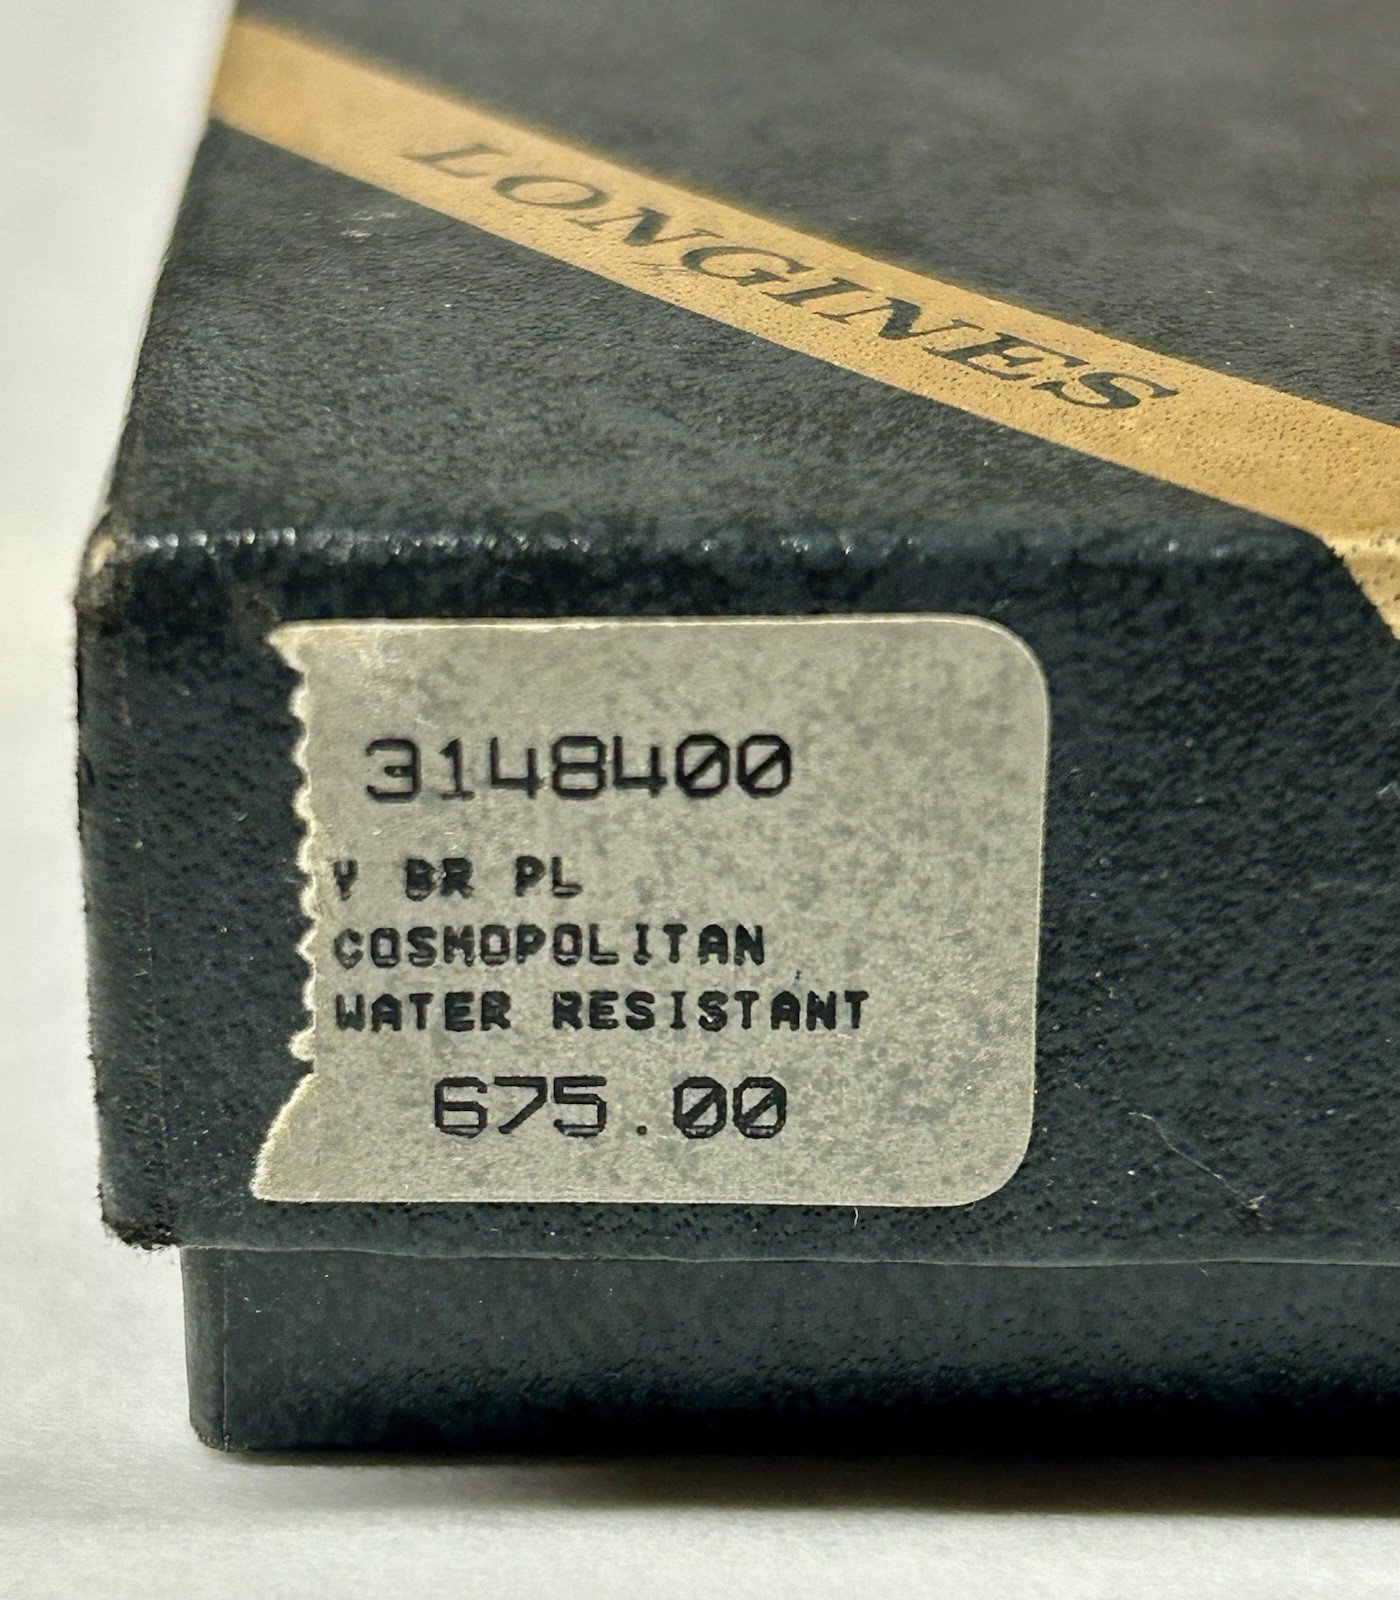 LONGINES
3148400
Y BR PL
COSMOPOLITAN
WATER RESISTANT
675.00